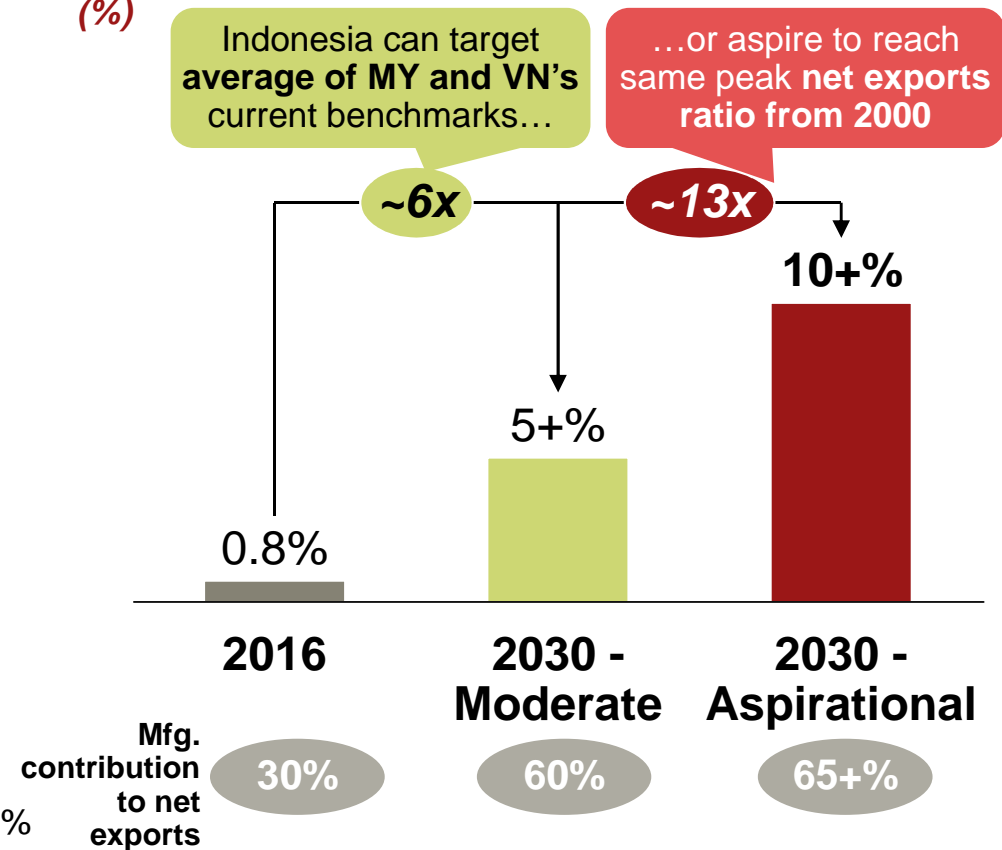 (%)
Indonesia can target
average of MY and VN's
current benchmarks…
…or aspire to reach
same peak net exports
ratio from 2000
~6x
~13x
10+%
5+%
0.8%
2016
2030 -
Moderate
2030 -
Aspirational
Mfg.
contribution
to net
exports
30%
60%
65+%
%